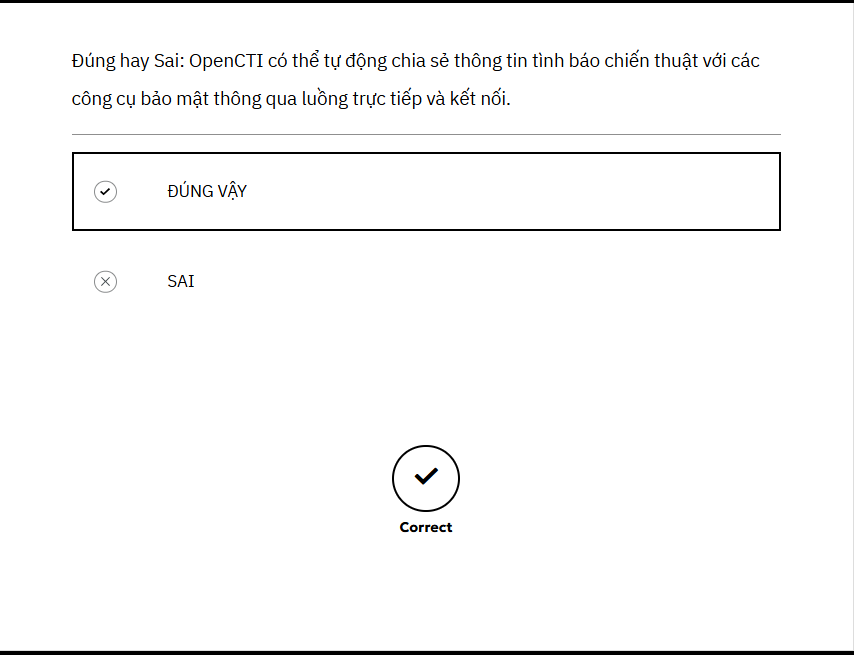 Đúng hay Sai: OpenCTI có thể tự động chia sẻ thông tin tình báo chiến thuật với các
công cụ bảo mật thông qua luồng trực tiếp và kết nối.
ĐÚNG VẬY
SAI
Correct